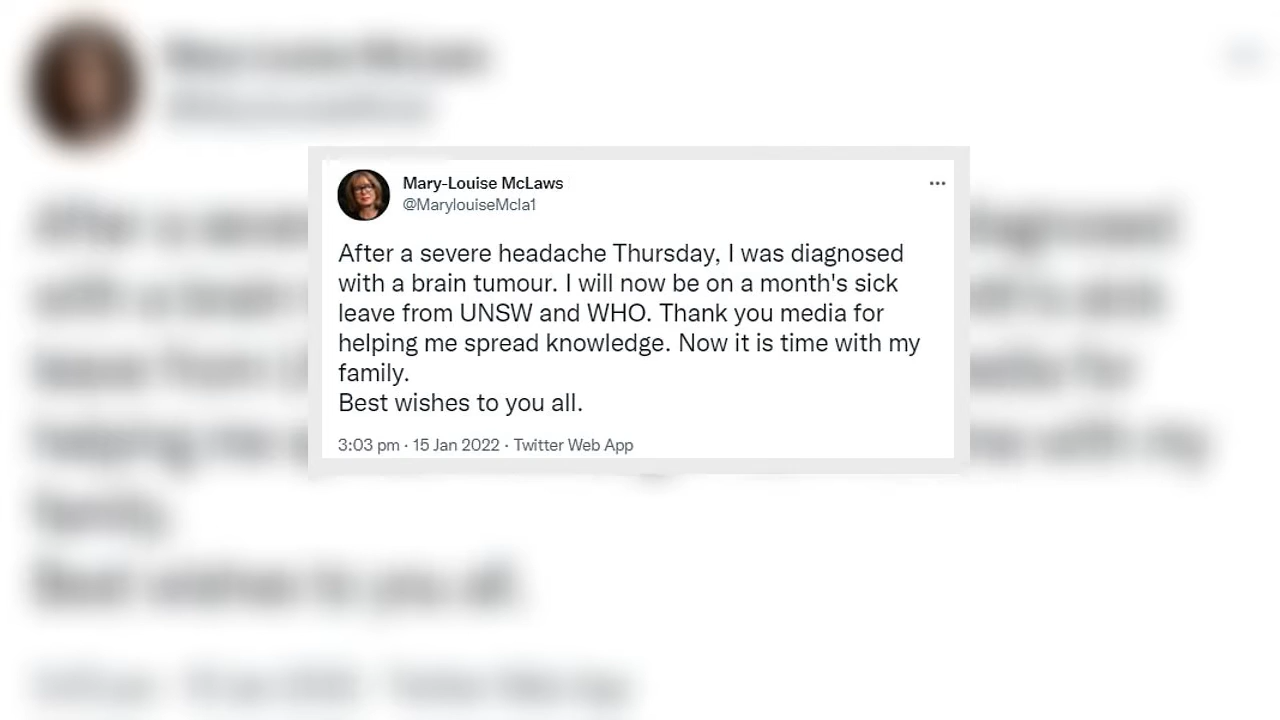 Mary-Louise McLaws
@MarylouiseMcla1
After a severe headache Thursday, I was diagnosed
with a brain tumour. I will now be on a month's sick
leave from UNSW and WHO. Thank you media for
helping me spread knowledge. Now it is time with my
family.
Best wishes to you all.
3:03 pm · 15 Jan 2022 · Twitter Web App